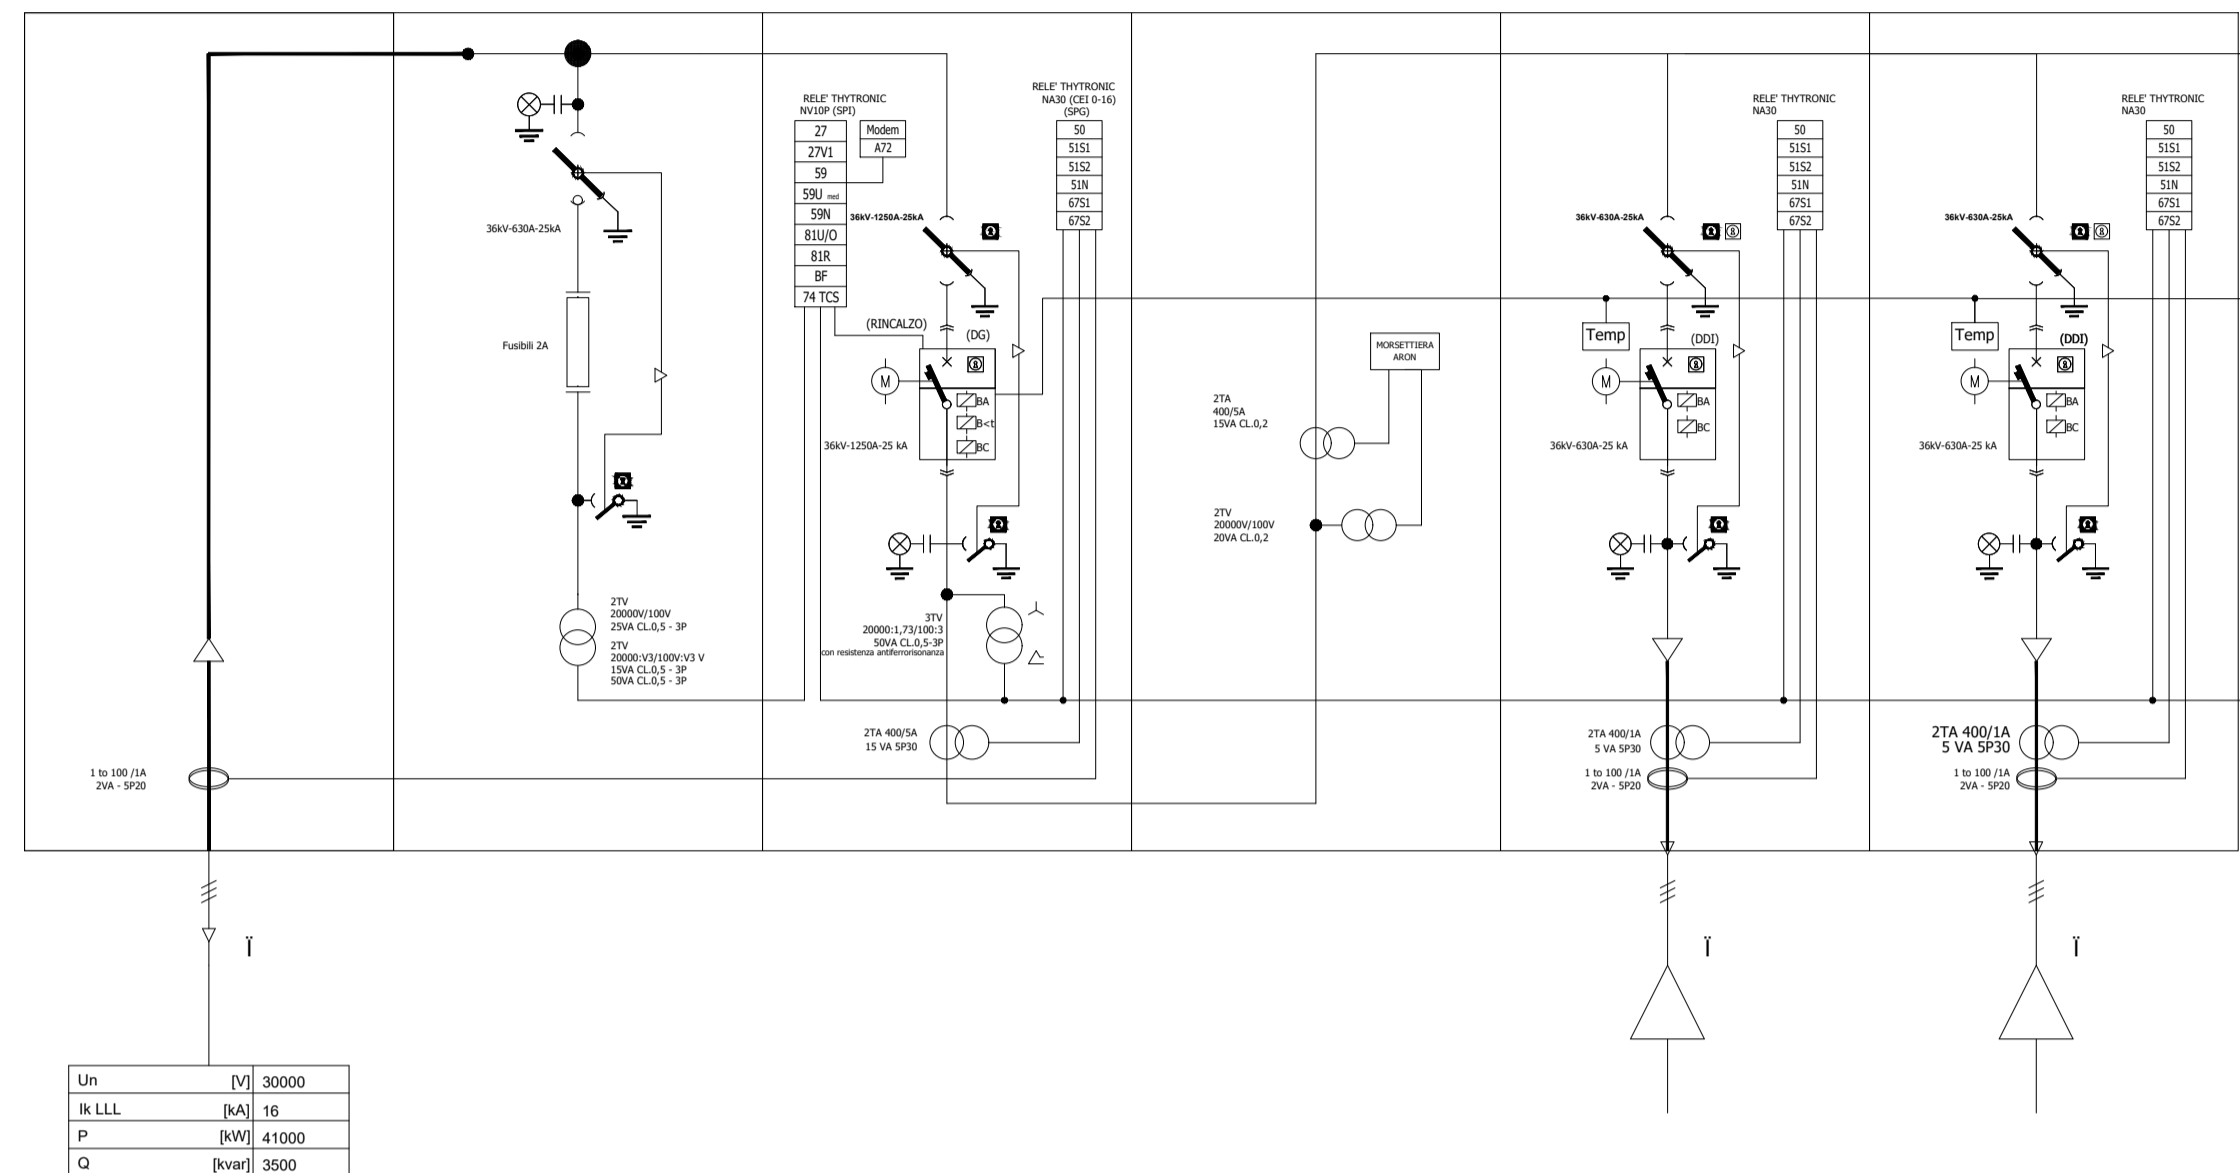 RELE' THYTRONIC
NV10P (SPI)
27
27V1
59
59U med
59N
81U/O
81R
BF
74 TCS
Modem
A72
RELE' THYTRONIC
NA30 (CEI 0-16)
(SPG)
50
51S1
51S2
51N
67S1
67S2
RELE' THYTRONIC
NA30
50
51S1
51S2
51N
67S1
67S2
RELE' THYTRONIC
NA30
50
51S1
51S2
51N
67S1
67S2
36kV-630A-25kA
Fusibili 2A
2TV
20000V/100V
25VA CL.0,5 - 3P
2TV
20000:V3/100V:V3 V
15VA CL.0,5 - 3P
50VA CL.0,5 - 3P
36kV-1250A-25kA
(RINCALZO)
(DG)
M
BA
B<t
BC
36kV-1250A-25 kA
3TV
20000:1,73/100:3
50VA CL.0,5-3P
con resistenza antiferrorisonanza
2TA 400/5A
15 VA 5P30
MORSETTIERA
ARON
2TA
400/5A
15VA CL.0,2
2TV
20000V/100V
20VA CL.0,2
36kV-630A-25kA
Temp
(DDI)
M
BA
BC
36kV-630A-25 kA
2TA 400/1A
5 VA 5P30
1 to 100 /1A
2VA - 5P20
36kV-630A-25kA
Temp
(DDI)
M
BA
BC
36kV-630A-25 kA
2TA 400/1A
5 VA 5P30
1 to 100 /1A
2VA - 5P20
1 to 100 /1A
2VA - 5P20
Ï
Ï
Ï
Un [V] 30000
Ik LLL [kA] 16
P [kW] 41000
Q [kvar] 3500